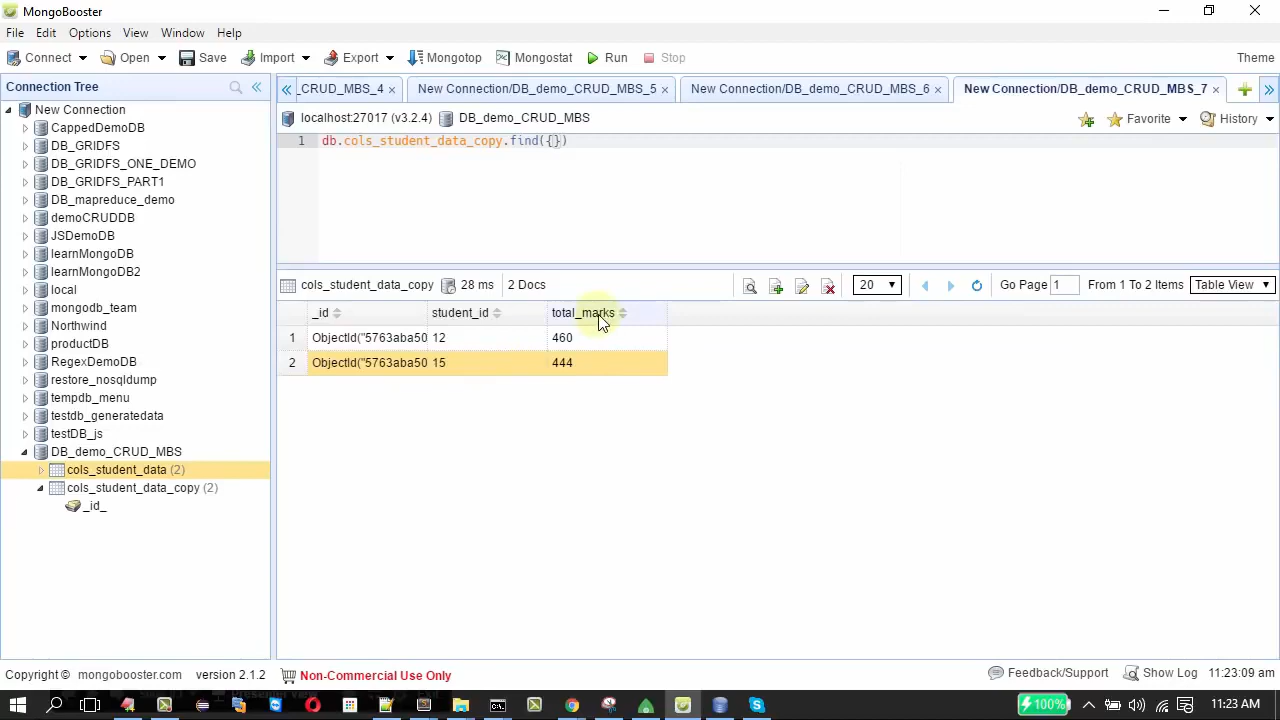 MongoBooster
File Edit Options View Window Help
Connect Open Save Import Export Mongotop Mongostat Run Stop Theme
Connection Tree
New Connection
CappedDemoDB
DB_GRIDFS
DB_GRIDFS_ONE_DEMO
DB_GRIDFS_PART1
DB_mapreduce_demo
demoCRUDDB
JSDemoDB
learnMongoDB
learnMongoDB2
local
mongodb_team
Northwind
productDB
RegexDemoDB
restore_nosqldump
tempdb_menu
testdb_generatedata
testDB_js
DB_demo_CRUD_MBS
cols_student_data (2)
cols_student_data_copy (2)
_id_
_CRUD_MBS_4 New Connection/DB_demo_CRUD_MBS_5 New Connection/DB_demo_CRUD_MBS_6 New Connection/DB_demo_CRUD_MBS_7
localhost:27017 (v3.2.4) DB_demo_CRUD_MBS Favorite History
1 db.cols_student_data_copy.find({})
cols_student_data_copy 28 ms 2 Docs 20 Go Page 1 From 1 To 2 Items Table View
_id student_id total_marks
1 ObjectId("5763aba50 12 460
2 ObjectId("5763aba50 15 444
Copyright © mongobooster.com version 2.1.2 Non-Commercial Use Only Feedback/Support Show Log 11:23:09 am
100% 11:23 AM